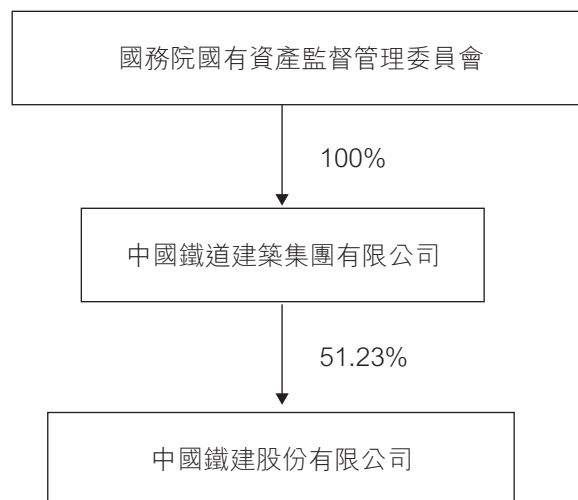 國務院國有資產監督管理委員會
100%
中國鐵道建築集團有限公司
51.23%
中國鐵建股份有限公司